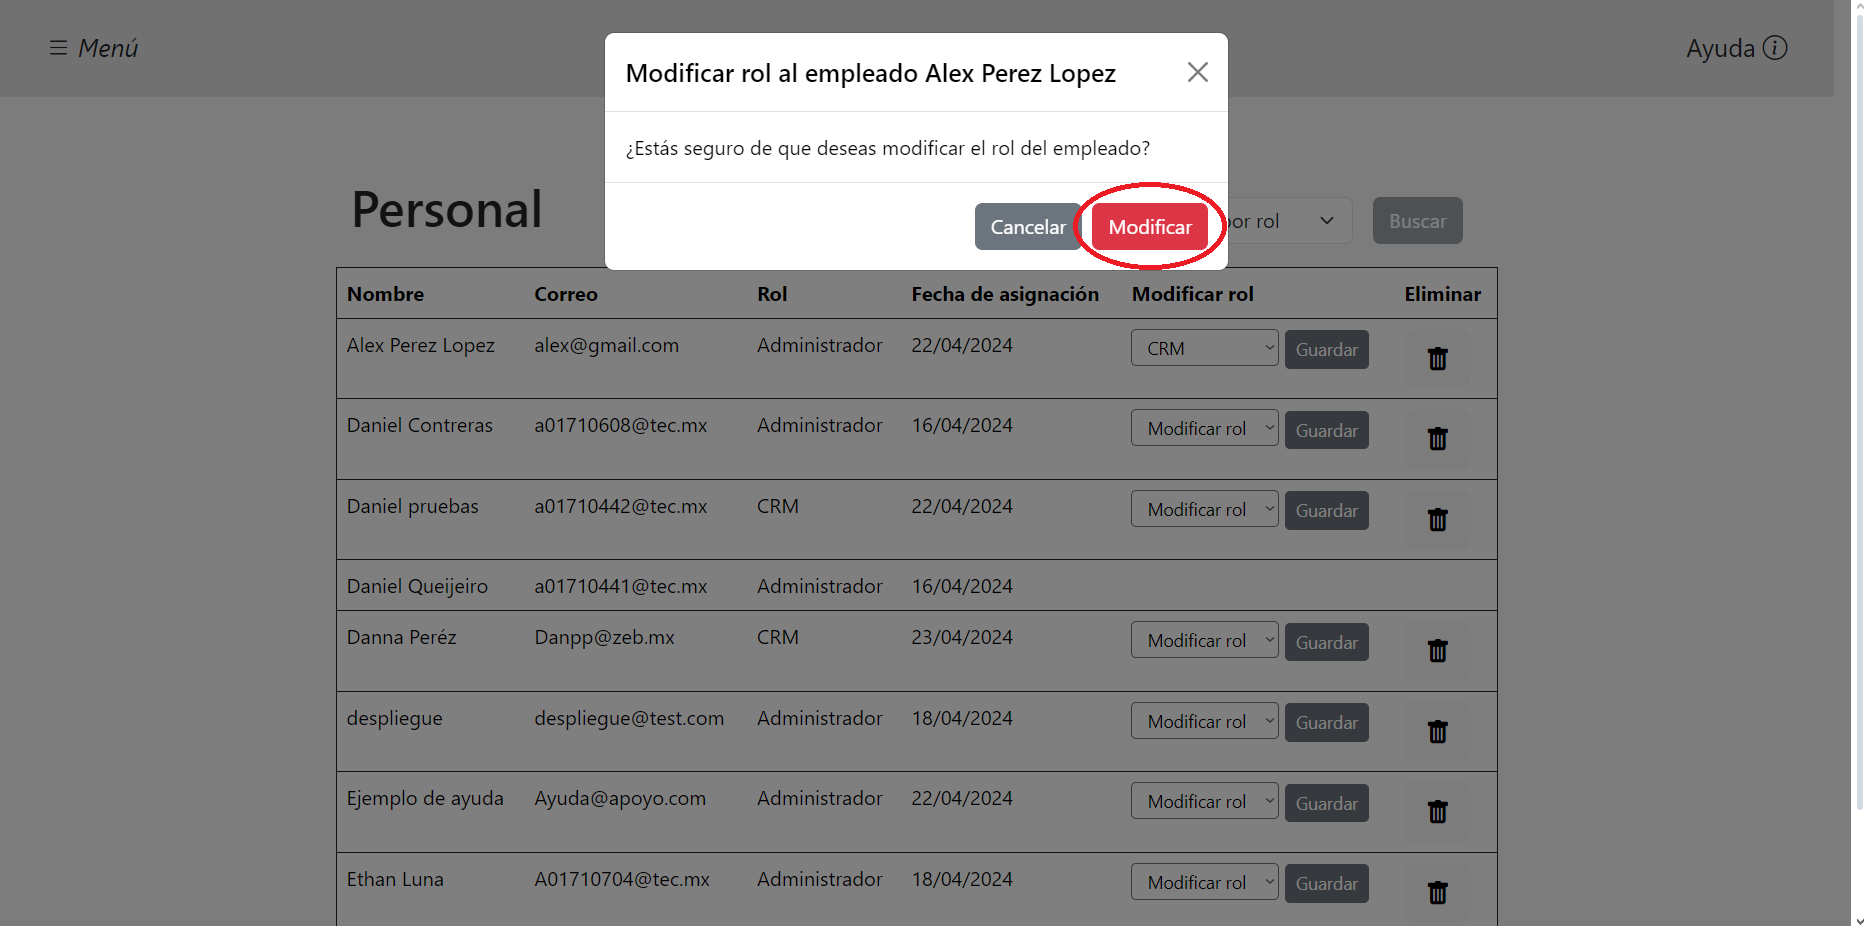 Menú
Ayuda
Modificar rol al empleado Alex Perez Lopez
¿Estás seguro de que deseas modificar el rol del empleado?
Cancelar Modificar
Personal
por rol Buscar
Nombre Correo Rol Fecha de asignación Modificar rol Eliminar
Alex Perez Lopez alex@gmail.com Administrador 22/04/2024 CRM Guardar
Daniel Contreras a01710608@tec.mx Administrador 16/04/2024 Modificar rol Guardar
Daniel pruebas a01710442@tec.mx CRM 22/04/2024 Modificar rol Guardar
Daniel Queijeiro a01710441@tec.mx Administrador 16/04/2024
Danna Peréz Danpp@zeb.mx CRM 23/04/2024 Modificar rol Guardar
despliegue despliegue@test.com Administrador 18/04/2024 Modificar rol Guardar
Ejemplo de ayuda Ayuda@apoyo.com Administrador 22/04/2024 Modificar rol Guardar
Ethan Luna A01710704@tec.mx Administrador 18/04/2024 Modificar rol Guardar